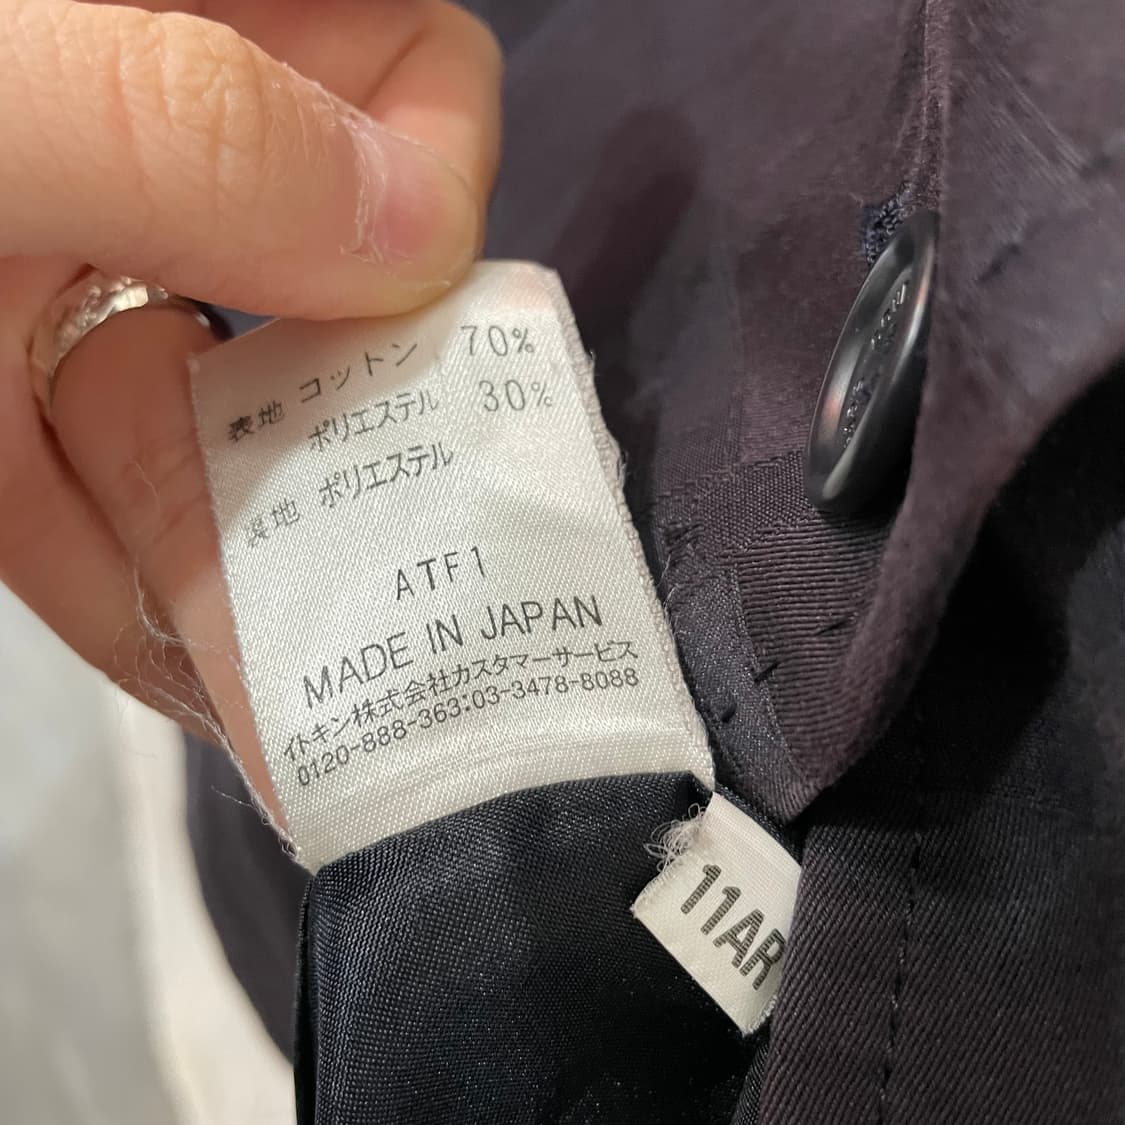 表地 コットン 70%
ポリエステル 30%
裏地 ポリエステル
ATF1
MADE IN JAPAN
イトキン株式会社カスタマーサービス
0120-888-363:03-3478-8088
11AR